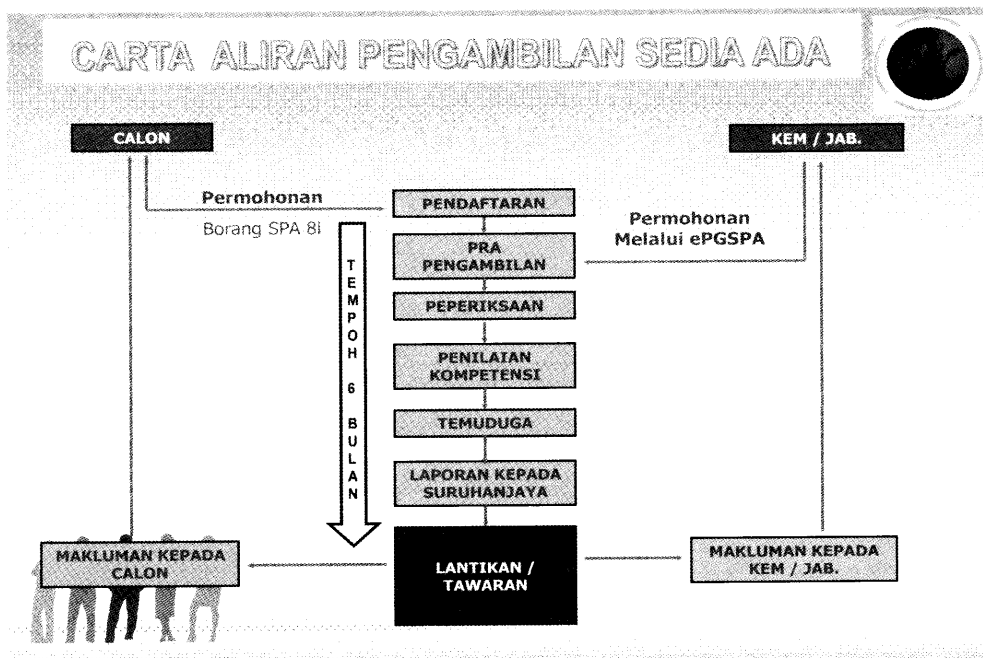 CARTA ALIRAN PENGAMBILAN SEDIA ADA
CALON
KEM / JAB.
Permohonan
Borang SPA 8i
PENDAFTARAN
Permohonan
Melalui ePGSPA
PRA
PENGAMBILAN
TEMPOH 6 BULAN
PEPERIKSAAN
PENILAIAN
KOMPETENSI
TEMUDUGA
LAPORAN KEPADA
SURUHANJAYA
MAKLUMAN KEPADA
CALON
LANTIKAN /
TAWARAN
MAKLUMAN KEPADA
KEM / JAB.